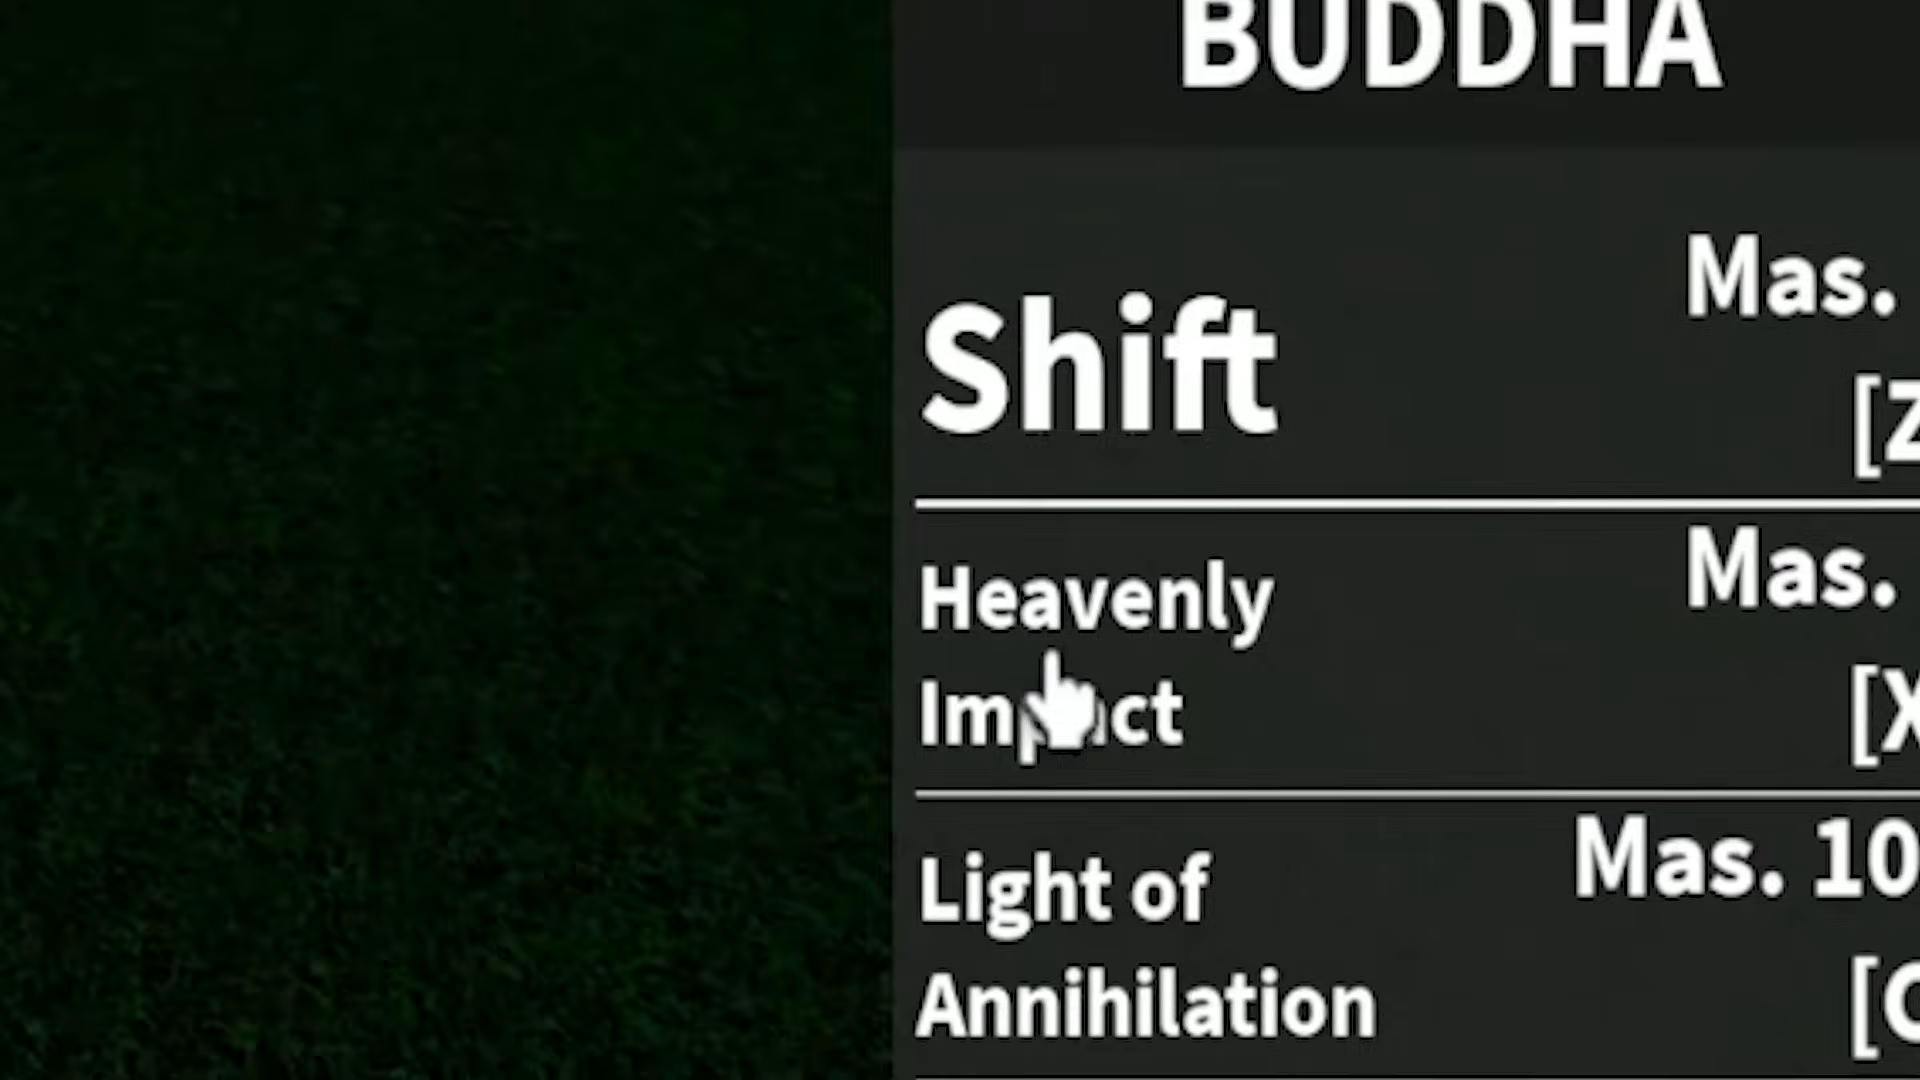 BUDDHA
Mas.
Shift
[Z
Mas.
Heavenly
Impact
[X
Mas. 10
Light of
Annihilation
[C